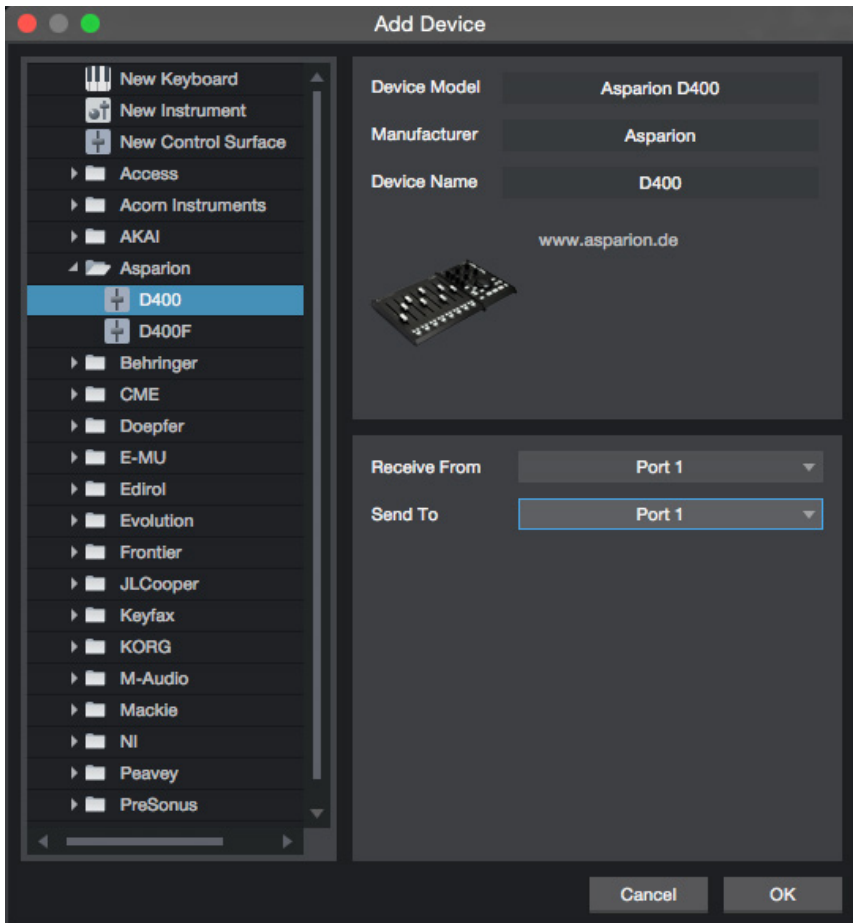 Add Device
New Keyboard
New Instrument
New Control Surface
Access
Acorn Instruments
AKAI
Asparion
D400
D400F
Behringer
CME
Doepfer
E-MU
Edirol
Evolution
Frontier
JLCooper
Keyfax
KORG
M-Audio
Mackie
NI
Peavey
PreSonus
Device Model Asparion D400
Manufacturer Asparion
Device Name D400
www.asparion.de
Receive From Port 1
Send To Port 1
Cancel OK